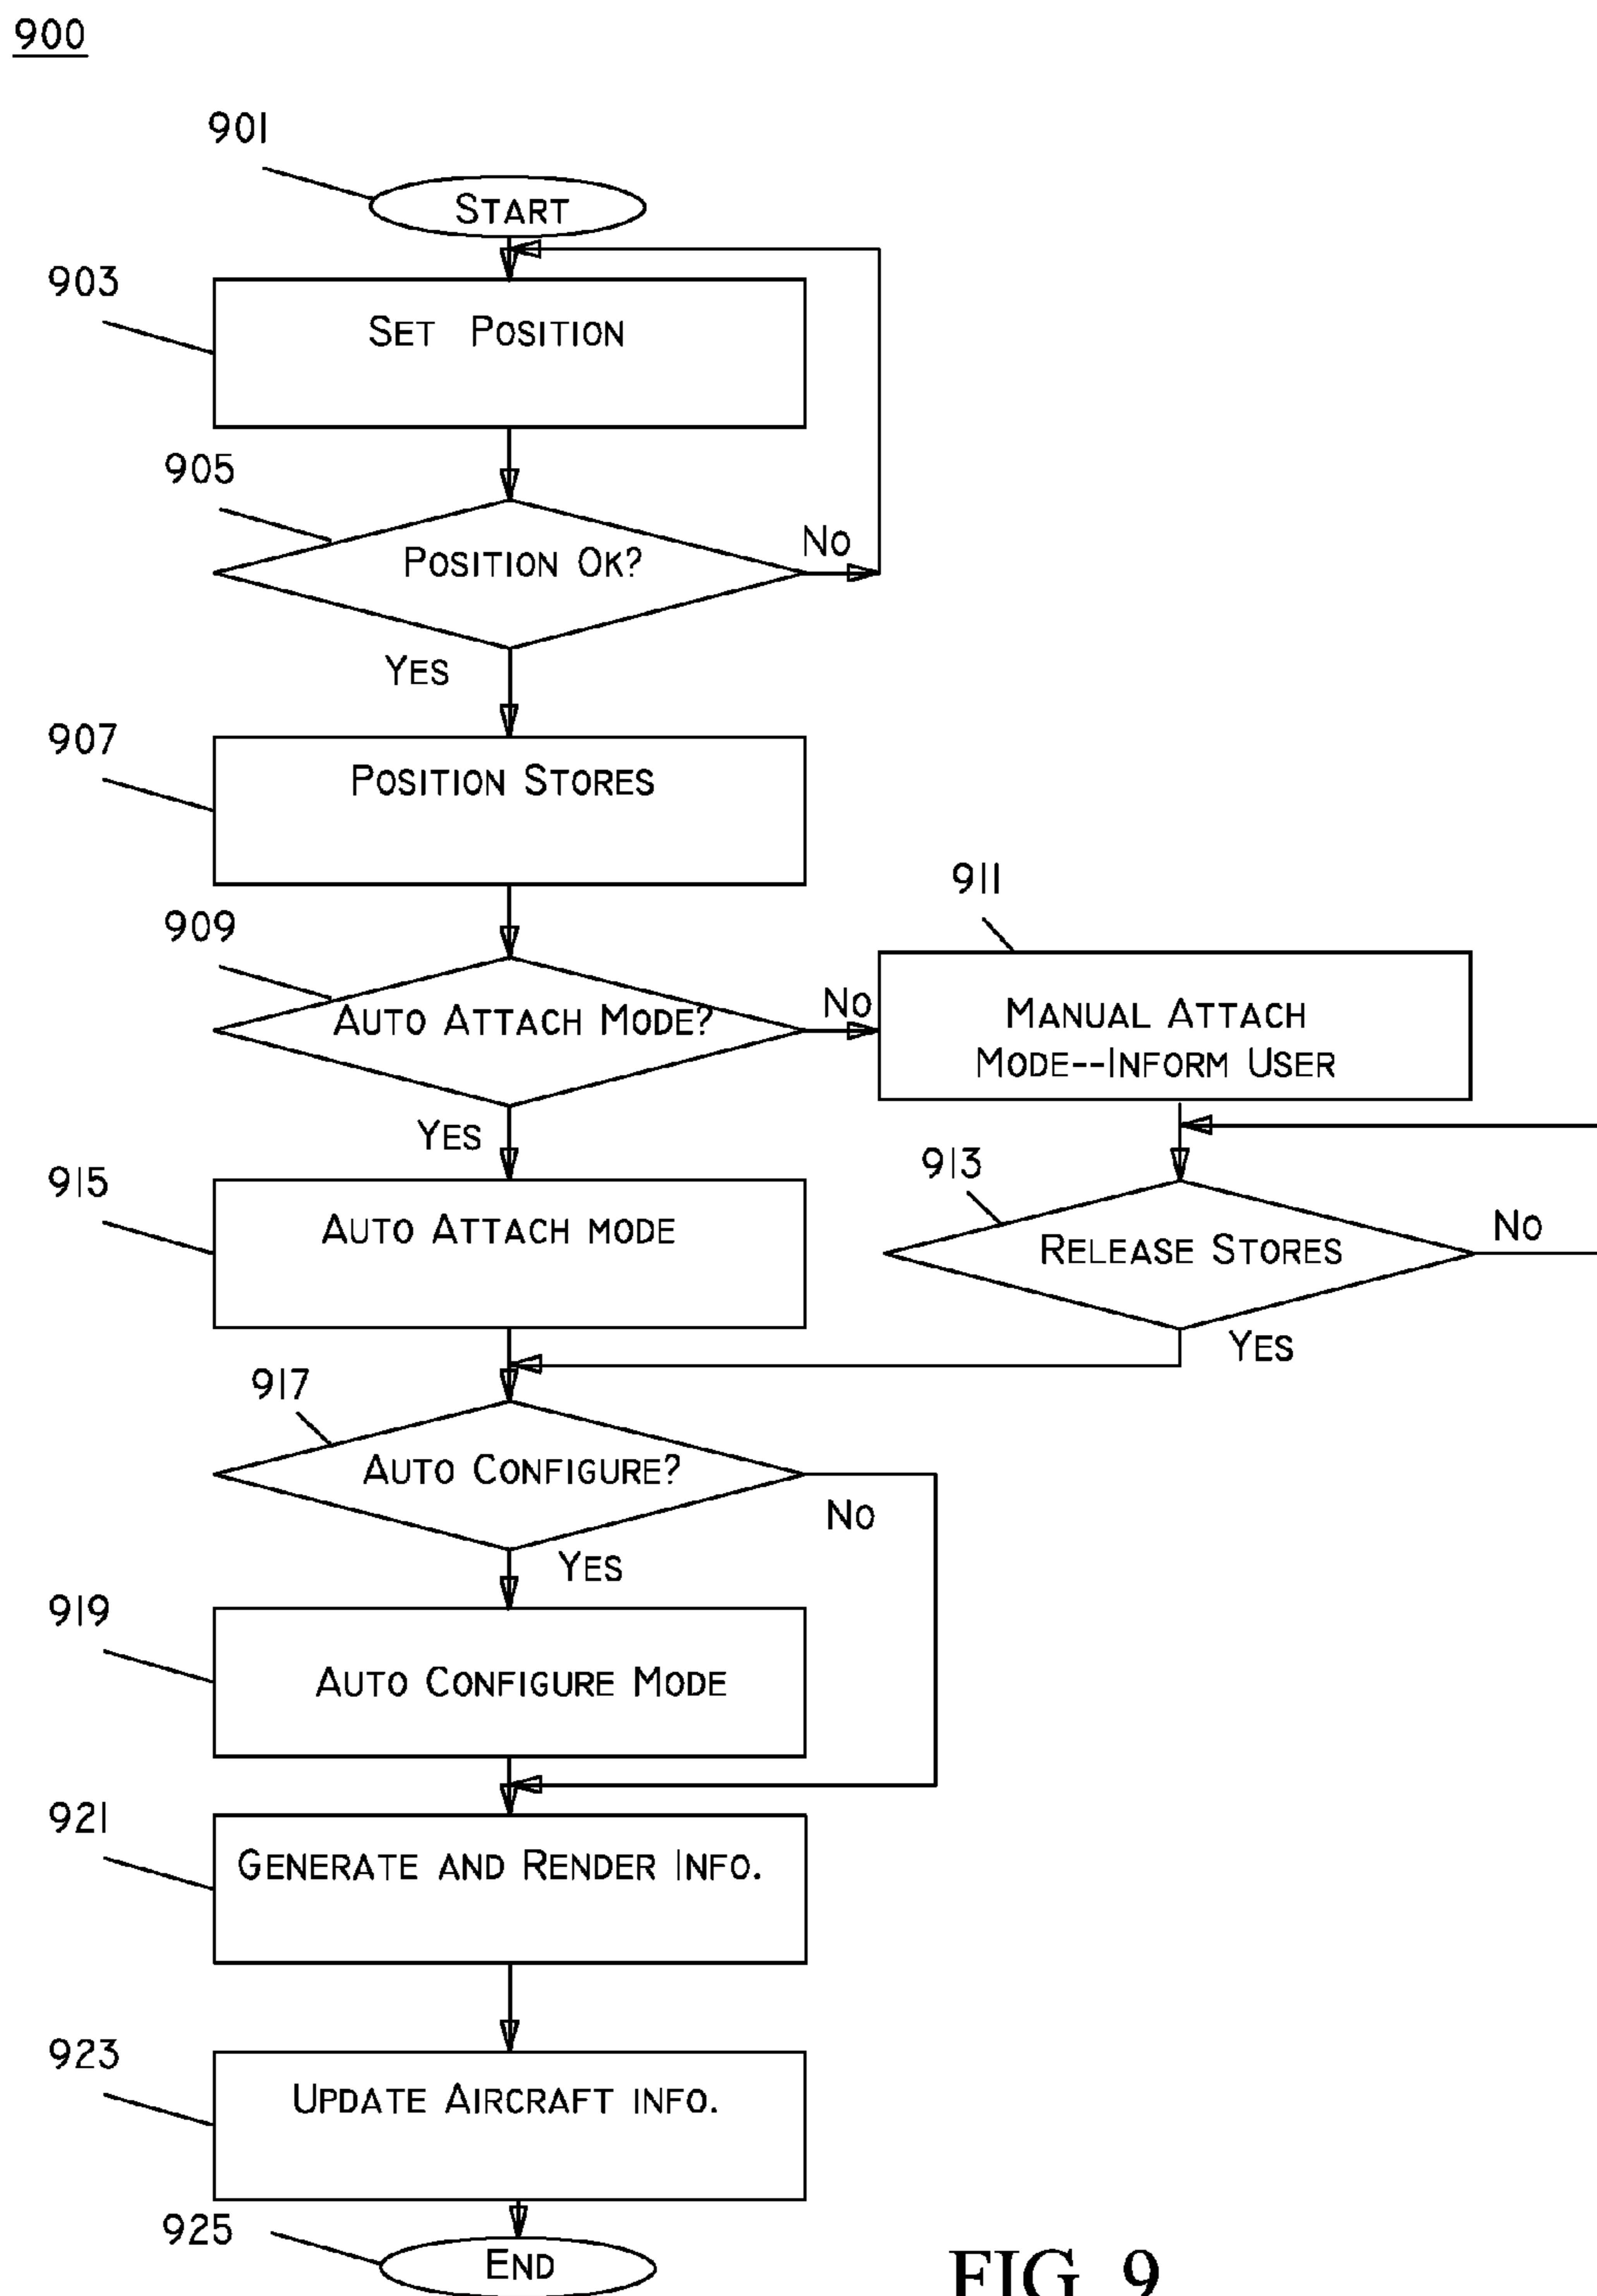 900
901
START
903
SET POSITION
905
POSITION OK?
NO
YES
907
POSITION STORES
909
AUTO ATTACH MODE?
NO
911
MANUAL ATTACH
MODE--INFORM USER
YES
913
RELEASE STORES
NO
YES
915
AUTO ATTACH MODE
917
AUTO CONFIGURE?
NO
YES
919
AUTO CONFIGURE MODE
921
GENERATE AND RENDER INFO.
923
UPDATE AIRCRAFT INFO.
925
END
FIG. 9